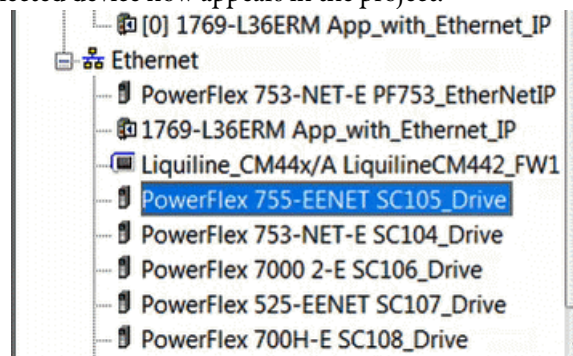 ected device now appears in the project.
[0] 1769-L36ERM App_with_Ethernet_IP
Ethernet
PowerFlex 753-NET-E PF753_EtherNetIP
1769-L36ERM App_with_Ethernet_IP
Liquiline_CM44x/A LiquilineCM442_FW1
PowerFlex 755-EENET SC105_Drive
PowerFlex 753-NET-E SC104_Drive
PowerFlex 7000 2-E SC106_Drive
PowerFlex 525-EENET SC107_Drive
PowerFlex 700H-E SC108_Drive